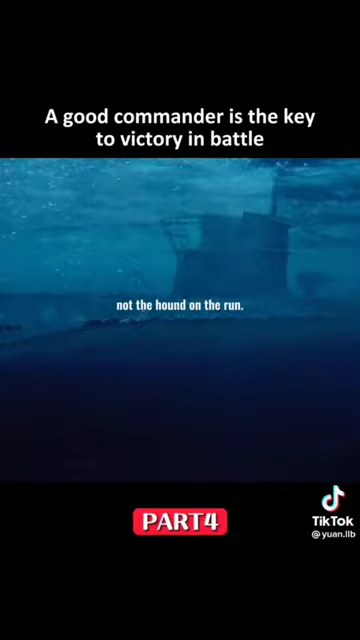 A good commander is the key
to victory in battle
not the hound on the run.
PART4
TikTok
@yuan.llb